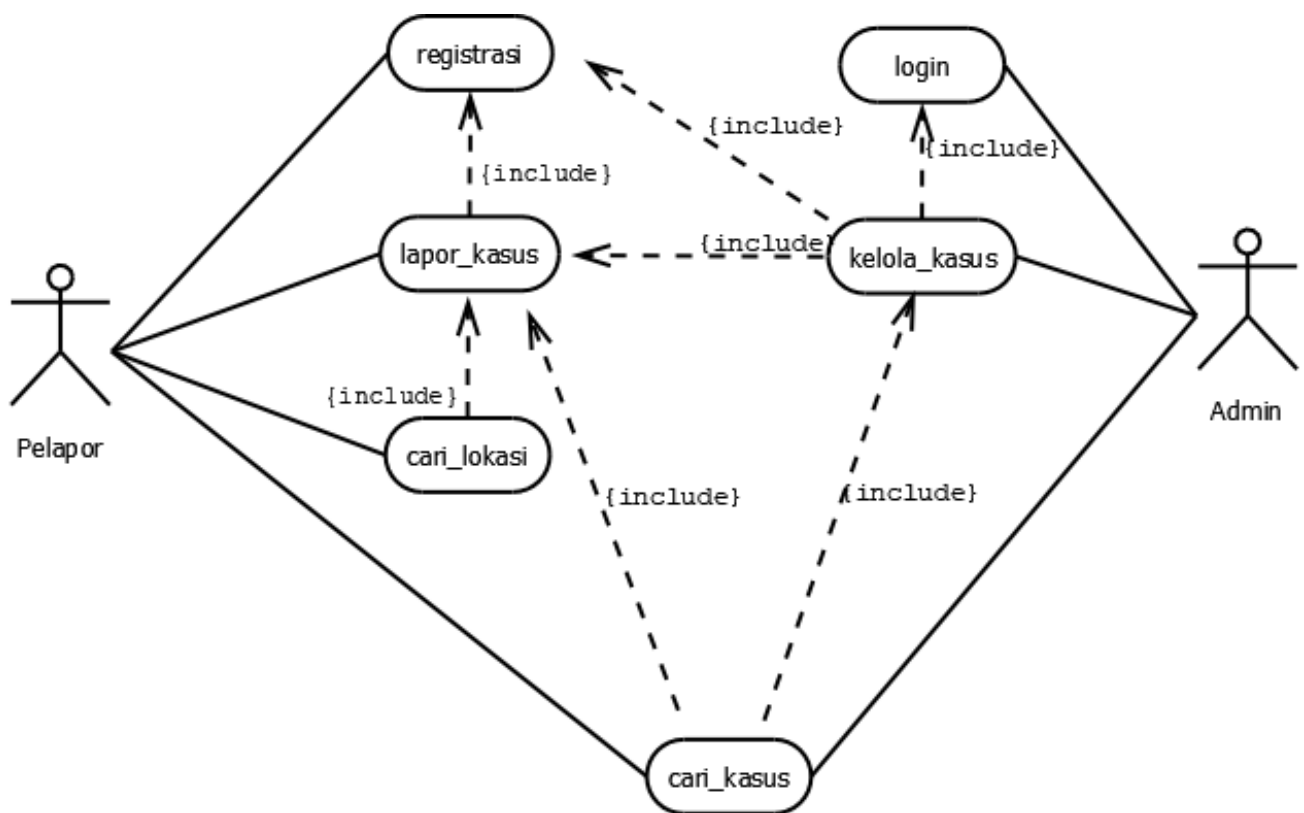 registrasi
login
{include}
{include}
{include}
lapor_kasus
{include}
kelola_kasus
{include}
Pelapor
Admin
cari_lokasi
{include}
{include}
cari_kasus